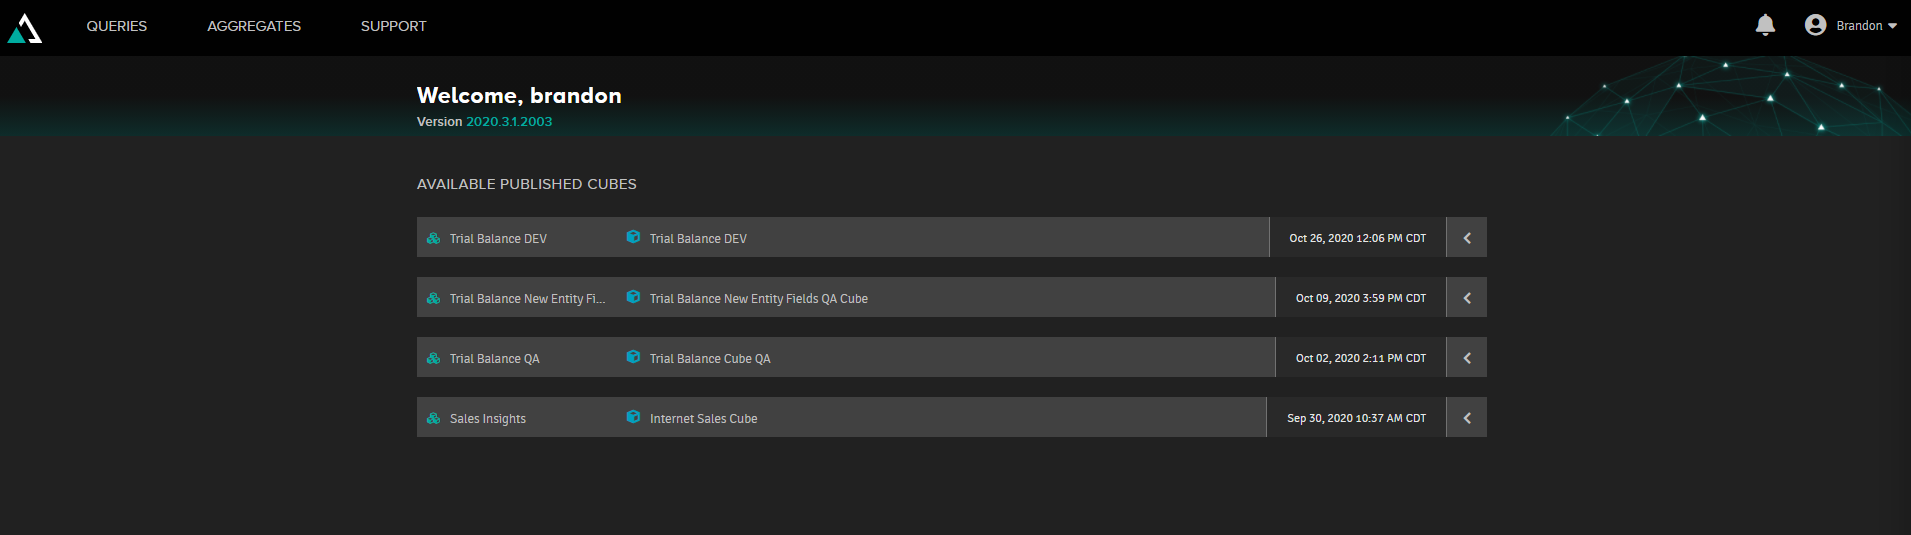 QUERIES AGGREGATES SUPPORT Brandon
Welcome, brandon
Version 2020.3.1.2003
AVAILABLE PUBLISHED CUBES
Trial Balance DEV Trial Balance DEV Oct 26, 2020 12:06 PM CDT
Trial Balance New Entity Fi... Trial Balance New Entity Fields QA Cube Oct 09, 2020 3:59 PM CDT
Trial Balance QA Trial Balance Cube QA Oct 02, 2020 2:11 PM CDT
Sales Insights Internet Sales Cube Sep 30, 2020 10:37 AM CDT